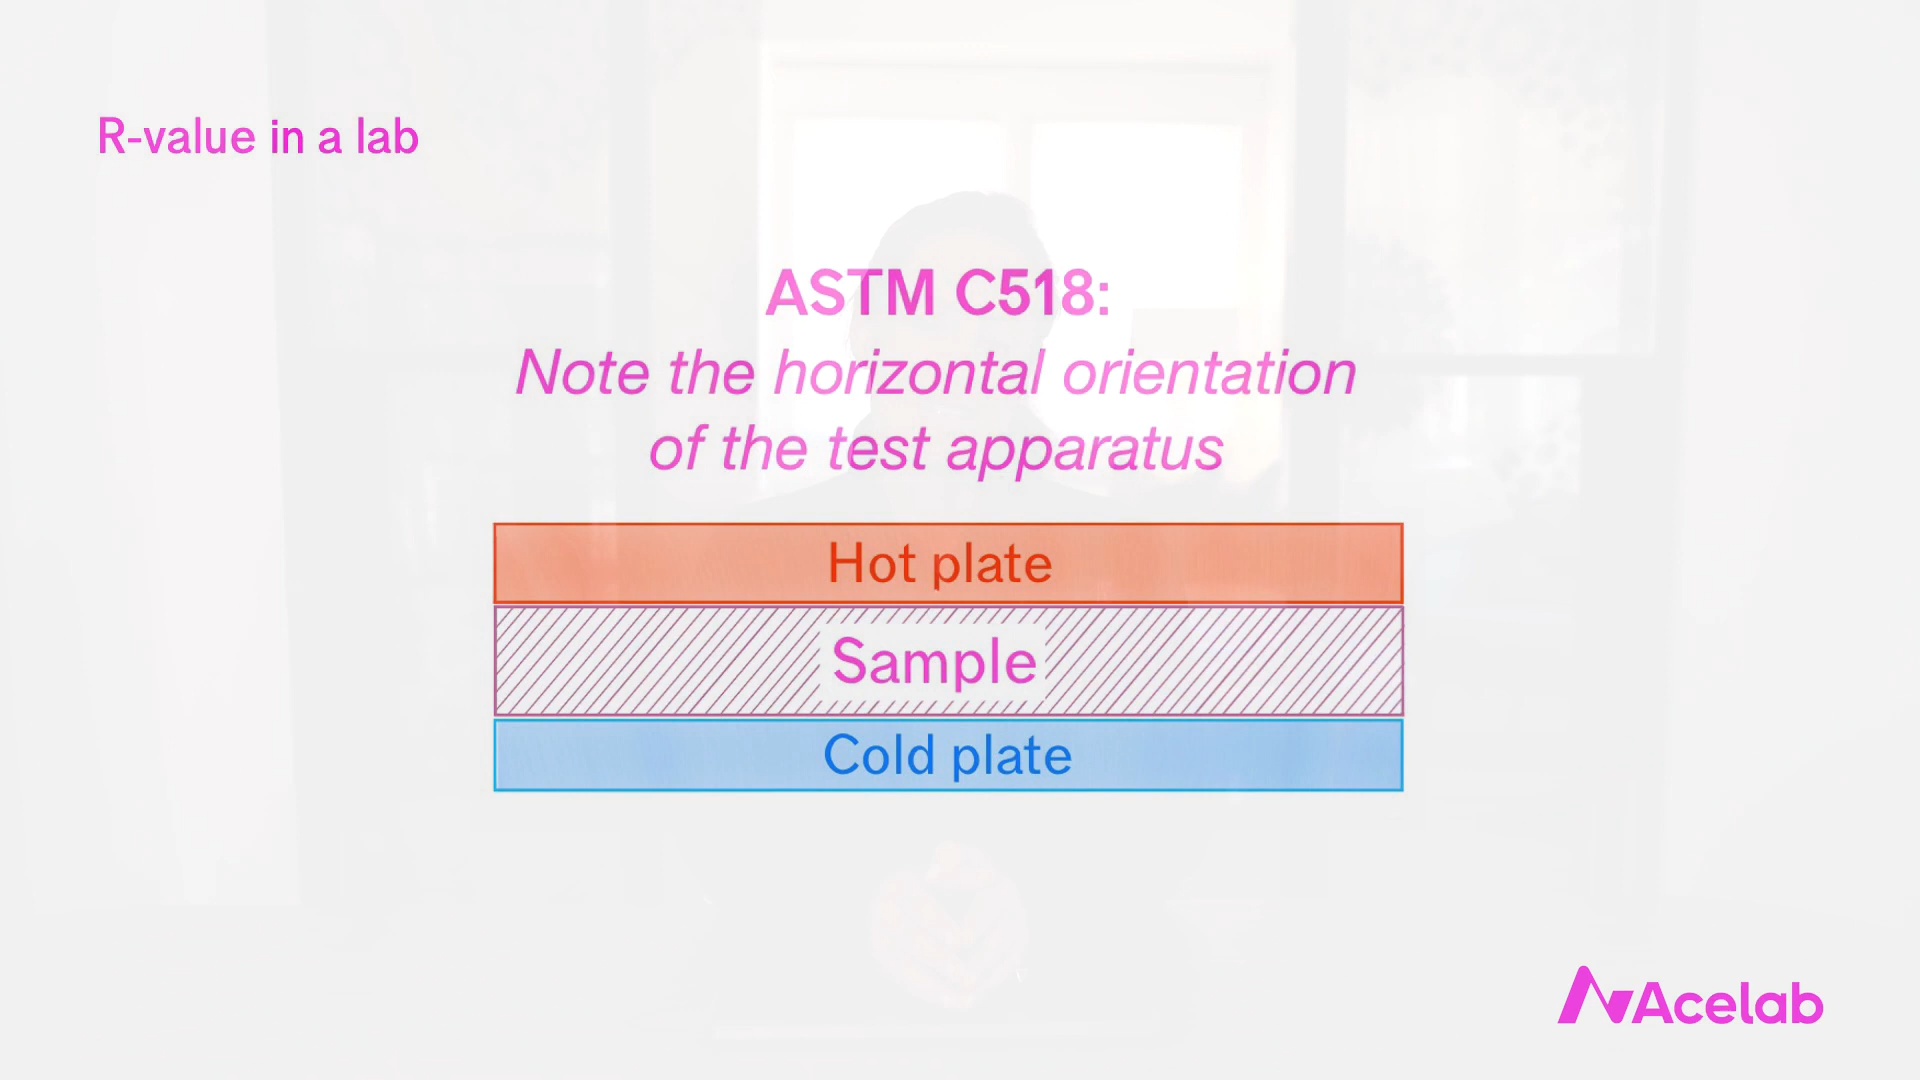 R-value in a lab
ASTM C518:
Note the horizontal orientation
of the test apparatus
Hot plate
Sample
Cold plate
Acelab